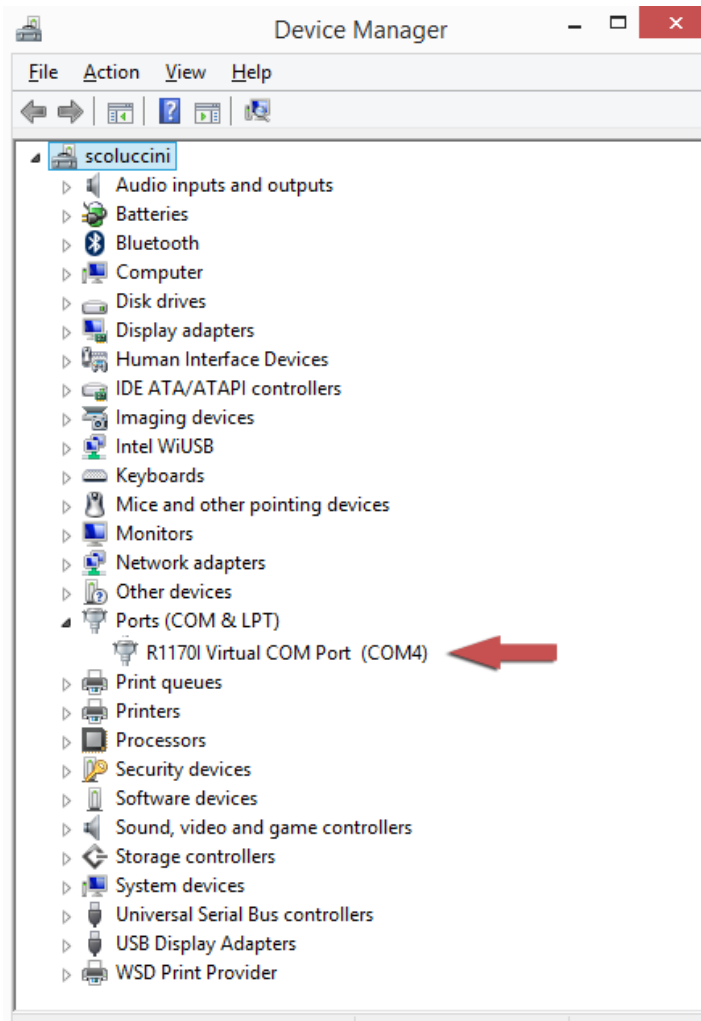 Device Manager
File Action View Help
scoluccini
Audio inputs and outputs
Batteries
Bluetooth
Computer
Disk drives
Display adapters
Human Interface Devices
IDE ATA/ATAPI controllers
Imaging devices
Intel WiUSB
Keyboards
Mice and other pointing devices
Monitors
Network adapters
Other devices
Ports (COM & LPT)
R1170I Virtual COM Port (COM4)
Print queues
Printers
Processors
Security devices
Software devices
Sound, video and game controllers
Storage controllers
System devices
Universal Serial Bus controllers
USB Display Adapters
WSD Print Provider